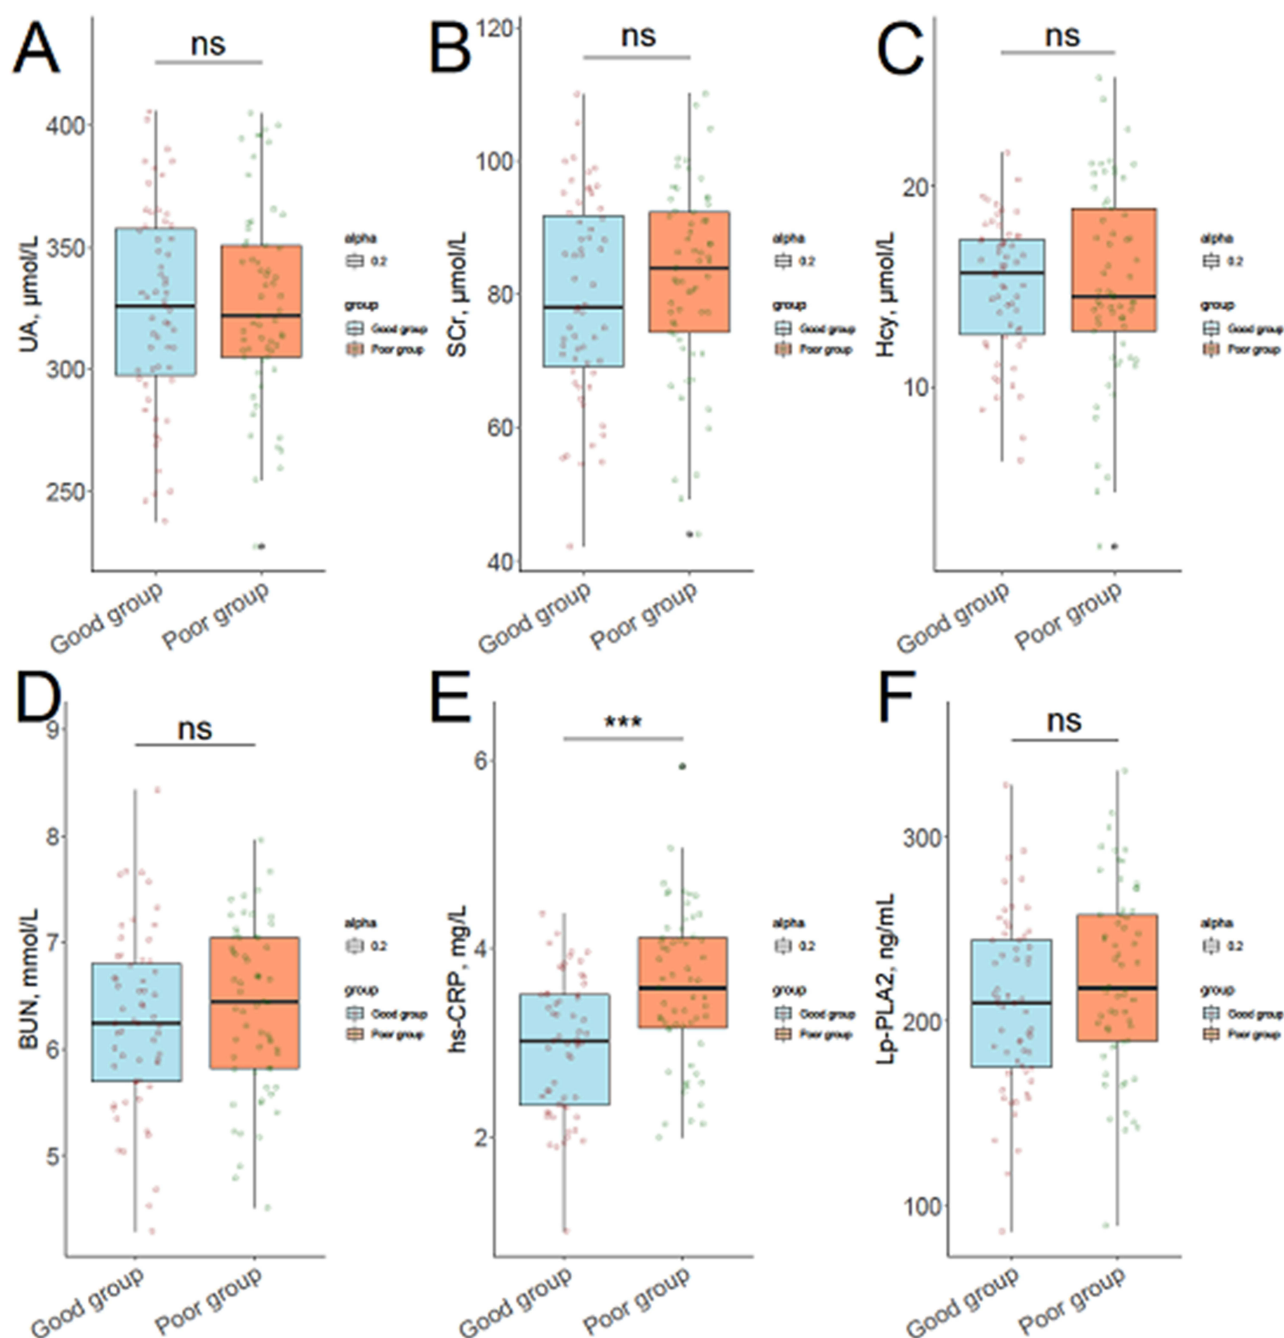 A
ns
UA, μmol/L
400
350
300
250
Good group
Poor group
alpha
0.2
group
Good group
Poor group
B
ns
SCr, μmol/L
120
100
80
60
40
Good group
Poor group
alpha
0.2
group
Good group
Poor group
C
ns
Hcy, μmol/L
20
10
Good group
Poor group
alpha
0.2
group
Good group
Poor group
D
ns
BUN, mmol/L
9
8
7
6
5
Good group
Poor group
alpha
0.2
group
Good group
Poor group
E
***
hs-CRP, mg/L
6
4
2
Good group
Poor group
alpha
0.2
group
Good group
Poor group
F
ns
Lp-PLA2, ng/mL
300
200
100
Good group
Poor group
alpha
0.2
group
Good group
Poor group